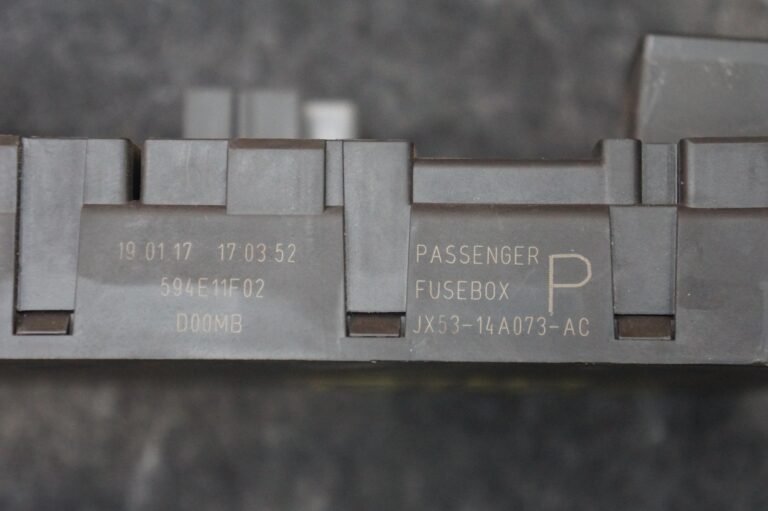 19.01.17 17:03:52
594E11F02
D00MB
PASSENGER
FUSEBOX
P
JX53-14A073-AC